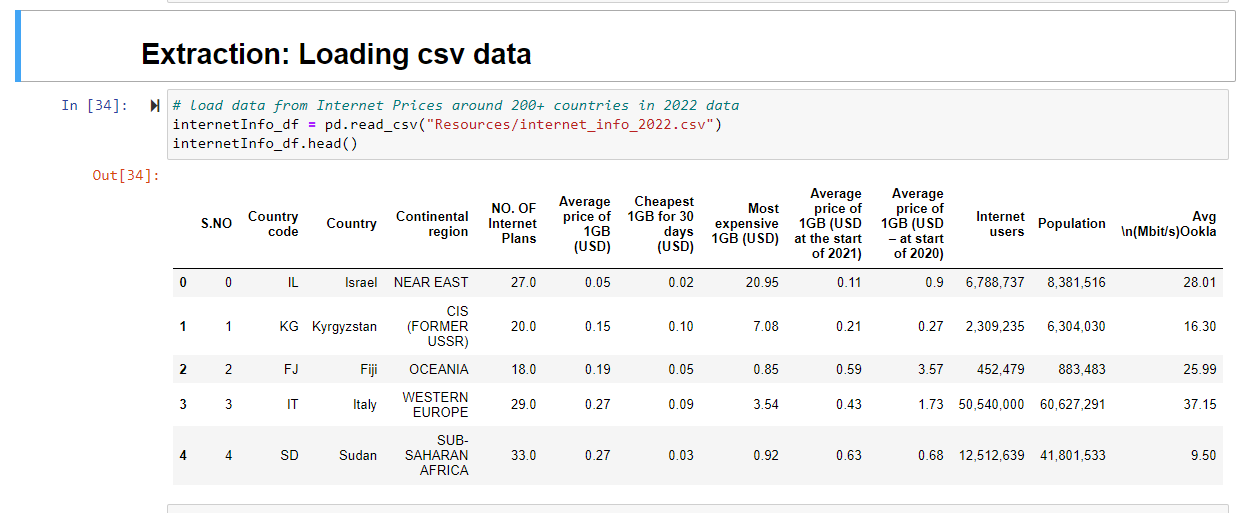 Extraction: Loading csv data
In [34]:
# load data from Internet Prices around 200+ countries in 2022 data
internetInfo_df = pd.read_csv("Resources/internet_info_2022.csv")
internetInfo_df.head()
Out[34]:
S.NO Country code Country Continental region NO. OF Internet Plans Average price of 1GB (USD) Cheapest 1GB for 30 days (USD) Most expensive 1GB (USD) Average price of 1GB (USD at the start of 2021) Average price of 1GB (USD – at start of 2020) Internet users Population Avg \n(Mbit/s)Ookla
0 0 IL Israel NEAR EAST 27.0 0.05 0.02 20.95 0.11 0.9 6,788,737 8,381,516 28.01
1 1 KG Kyrgyzstan CIS (FORMER USSR) 20.0 0.15 0.10 7.08 0.21 0.27 2,309,235 6,304,030 16.30
2 2 FJ Fiji OCEANIA 18.0 0.19 0.05 0.85 0.59 3.57 452,479 883,483 25.99
3 3 IT Italy WESTERN EUROPE 29.0 0.27 0.09 3.54 0.43 1.73 50,540,000 60,627,291 37.15
4 4 SD Sudan SUB-SAHARAN AFRICA 33.0 0.27 0.03 0.92 0.63 0.68 12,512,639 41,801,533 9.50